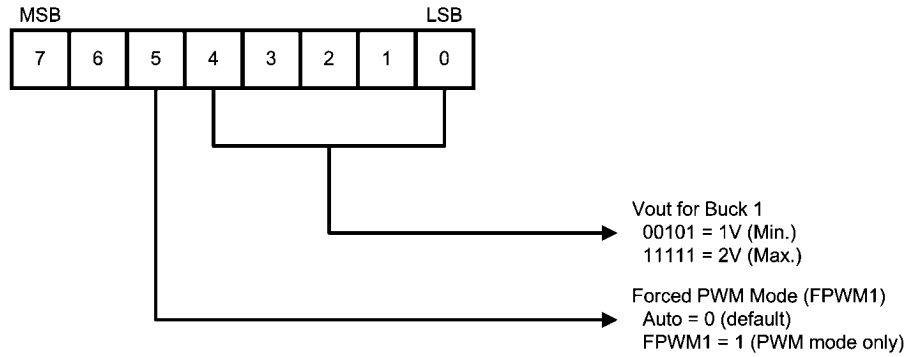 MSB LSB
7 6 5 4 3 2 1 0
Vout for Buck 1
00101 = 1V (Min.)
11111 = 2V (Max.)
Forced PWM Mode (FPWM1)
Auto = 0 (default)
FPWM1 = 1 (PWM mode only)